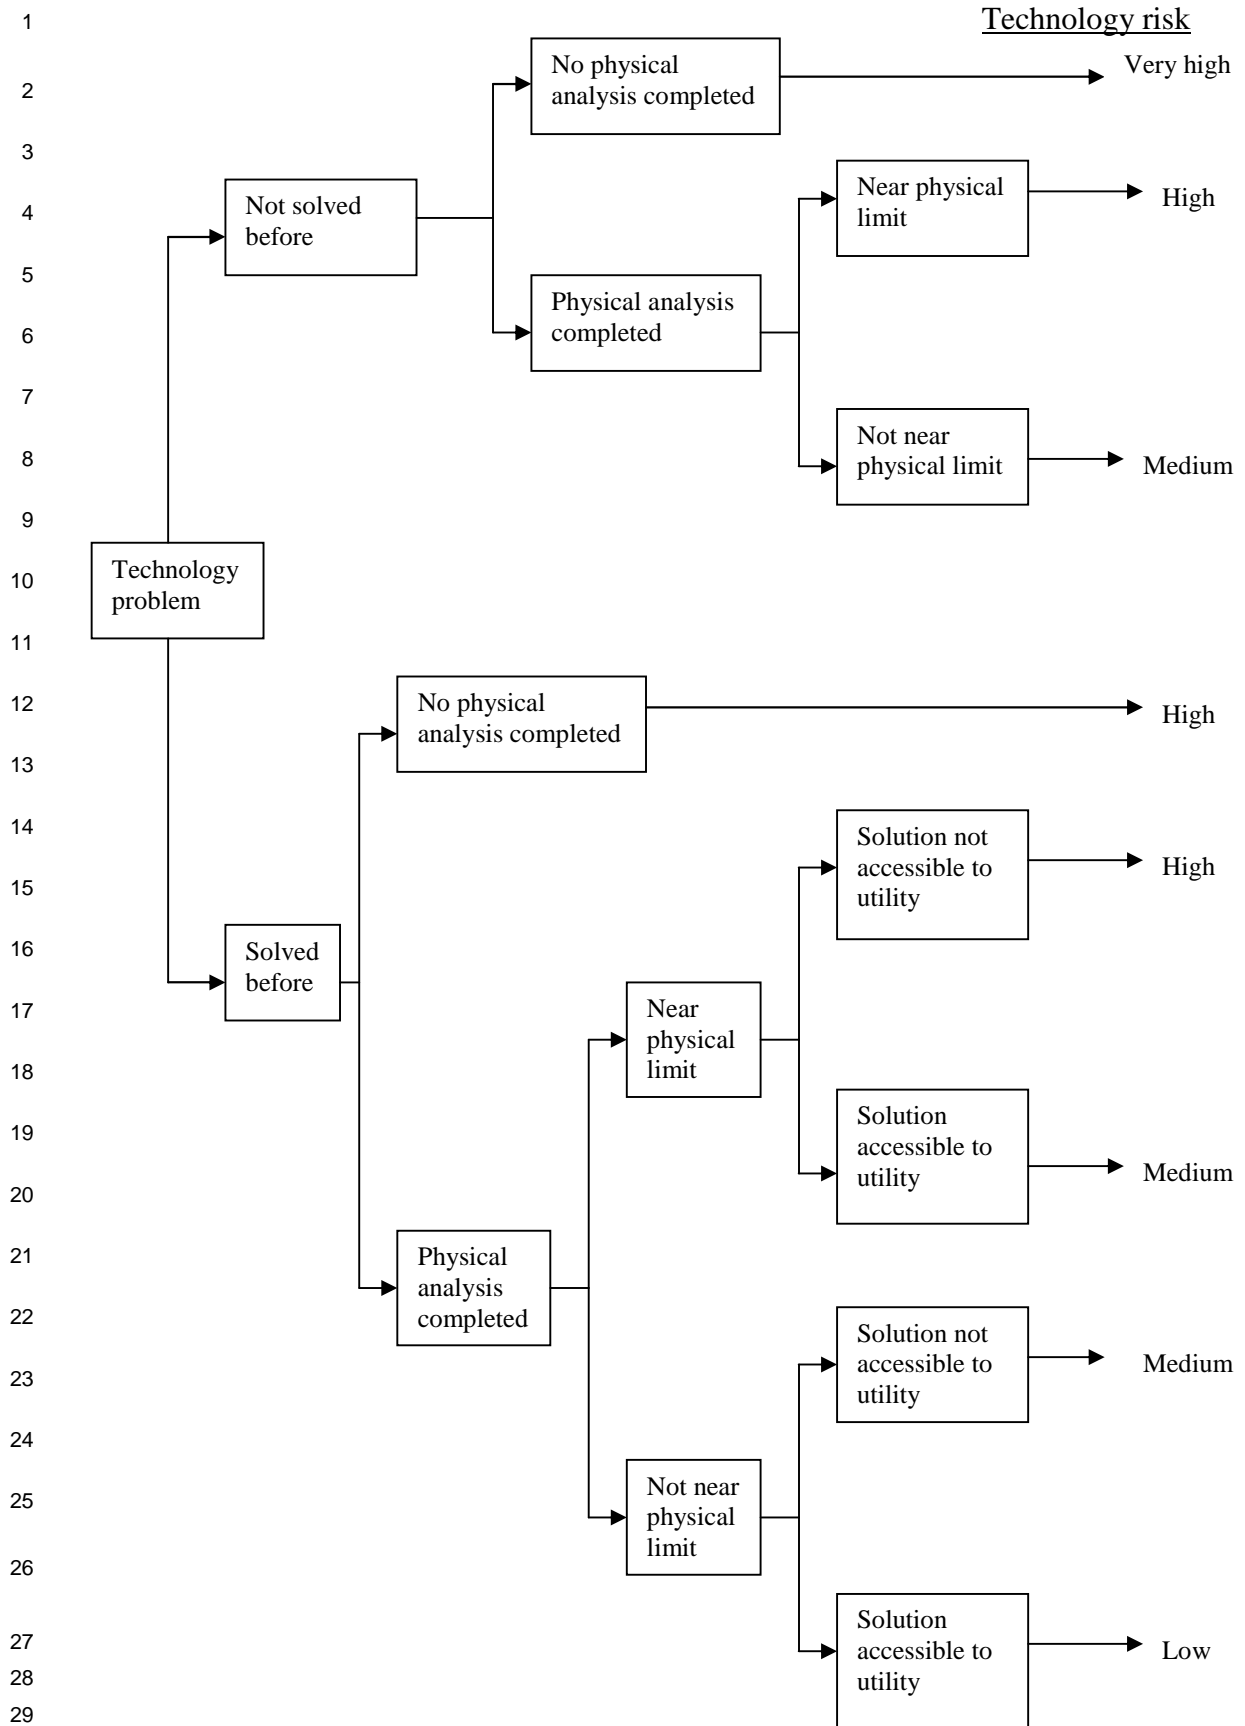 1
Technology risk
No physical
analysis completed
Very high
2
3
Not solved
before
Near physical
limit
High
4
5
Physical analysis
completed
6
7
Not near
physical limit
Medium
8
9
Technology
problem
10
11
No physical
analysis completed
High
12
13
14
Solution not
accessible to
utility
High
15
16
Solved
before
17
Near
physical
limit
18
Solution
accessible to
utility
Medium
19
20
21
Physical
analysis
completed
22
Solution not
accessible to
utility
Medium
23
24
25
Not near
physical
limit
26
Solution
accessible to
utility
Low
27
28
29